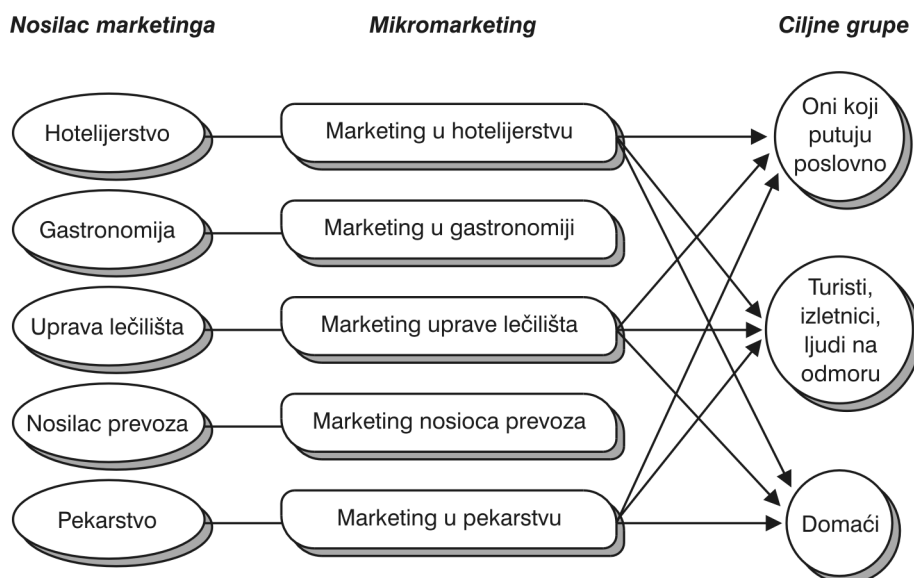 Nosilac marketinga
Mikromarketing
Ciljne grupe
Hotelijerstvo
Marketing u hotelijerstvu
Oni koji
putuju
poslovno
Gastronomija
Marketing u gastronomiji
Uprava lečilišta
Marketing uprave lečilišta
Turisti,
izletnici,
ljudi na
odmoru
Nosilac prevoza
Marketing nosioca prevoza
Pekarstvo
Marketing u pekarstvu
Domaći